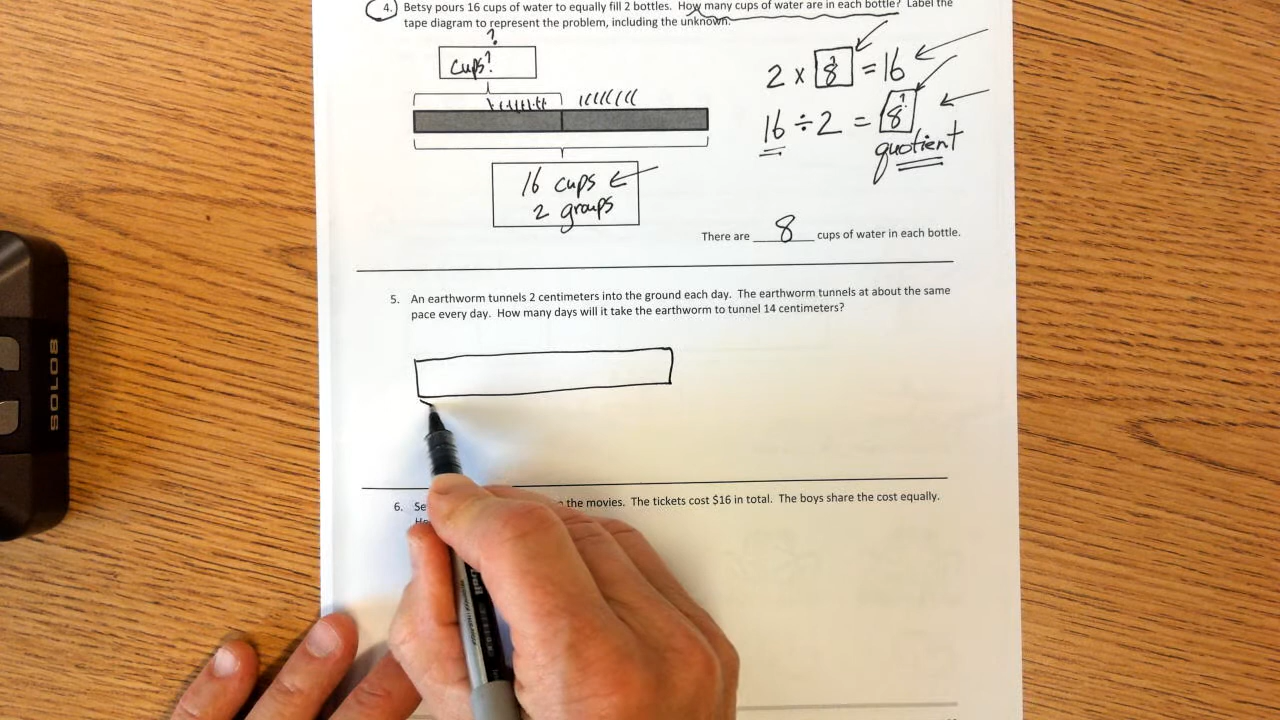 4. Betsy pours 16 cups of water to equally fill 2 bottles. How many cups of water are in each bottle? Label the
tape diagram to represent the problem, including the unknown.
?
cups?
2 x 8 = 16
16 ÷ 2 = 8
quotient
16 cups
2 groups
There are 8 cups of water in each bottle.
5. An earthworm tunnels 2 centimeters into the ground each day. The earthworm tunnels at about the same
pace every day. How many days will it take the earthworm to tunnel 14 centimeters?
6. the movies. The tickets cost $16 in total. The boys share the cost equally.
SOLO8